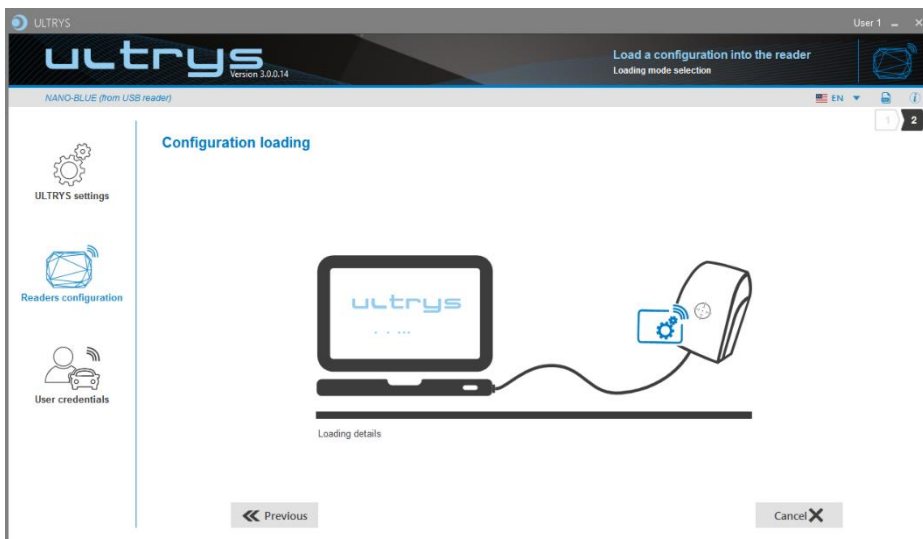 ULTRYS
User 1
ultrys
Version 3.0.0.14
Load a configuration into the reader
Loading mode selection
NANO-BLUE (from USB reader)
EN
1
2
Configuration loading
ULTRYS settings
Readers configuration
User credentials
ultrys
Loading details
Previous
Cancel